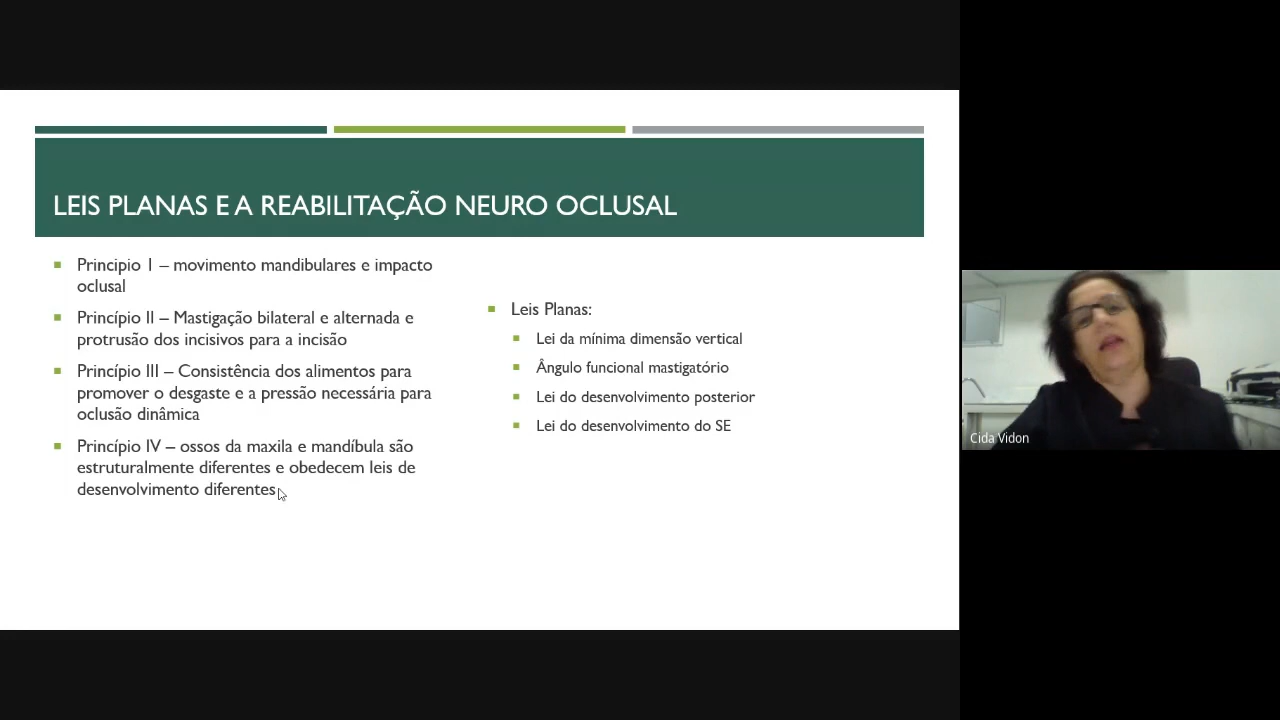 LEIS PLANAS E A REABILITAÇÃO NEURO OCLUSAL
Principio 1 – movimento mandibulares e impacto
oclusal
Princípio II – Mastigação bilateral e alternada e
protrusão dos incisivos para a incisão
Princípio III – Consistência dos alimentos para
promover o desgaste e a pressão necessária para
oclusão dinâmica
Princípio IV – ossos da maxila e mandíbula são
estruturalmente diferentes e obedecem leis de
desenvolvimento diferentes
Leis Planas:
Lei da mínima dimensão vertical
Ângulo funcional mastigatório
Lei do desenvolvimento posterior
Lei do desenvolvimento do SE
Cida Vidon